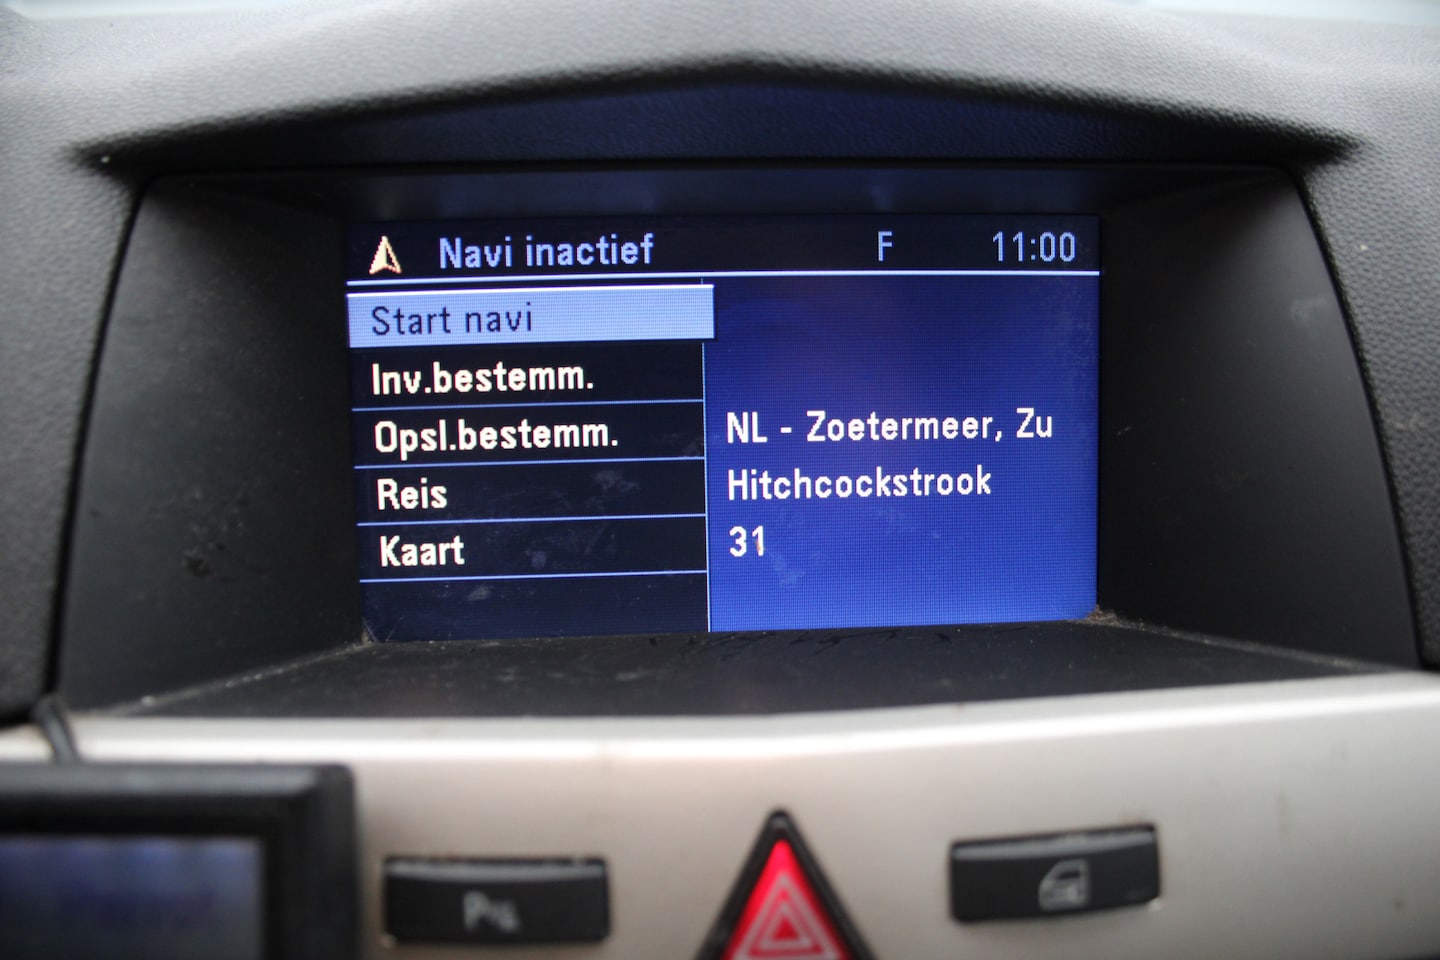 Navi inactief F 11:00
Start navi
Inv.bestemm.
Opsl.bestemm.
Reis
Kaart
NL - Zoetermeer, Zu
Hitchcockstrook
31